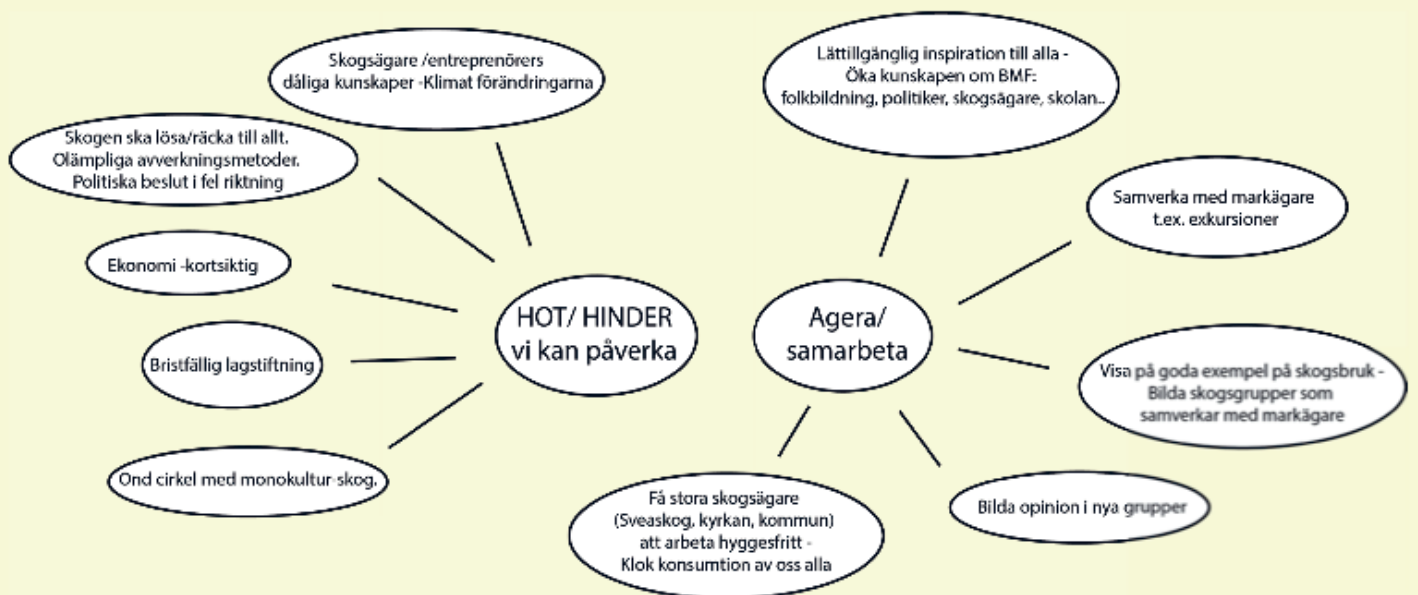 Skogsägare /entreprenörers
dåliga kunskaper -Klimat förändringarna
Skogen ska lösa/räcka till allt.
Olämpliga avverkningsmetoder.
Politiska beslut i fel riktning
Ekonomi -kortsiktig
Bristfällig lagstiftning
Ond cirkel med monokultur skog.
HOT/ HINDER
vi kan påverka
Lättillgänglig inspiration till alla -
Öka kunskapen om BMF:
folkbildning, politiker, skogsägare, skolan..
Samverka med markägare
t.ex. exkursioner
Agera/
samarbeta
Visa på goda exempel på skogsbruk -
Bilda skogsgrupper som
samverkar med markägare
Bilda opinion i nya grupper
Få stora skogsägare
(Sveaskog, kyrkan, kommun)
att arbeta hyggesfritt -
Klok konsumtion av oss alla